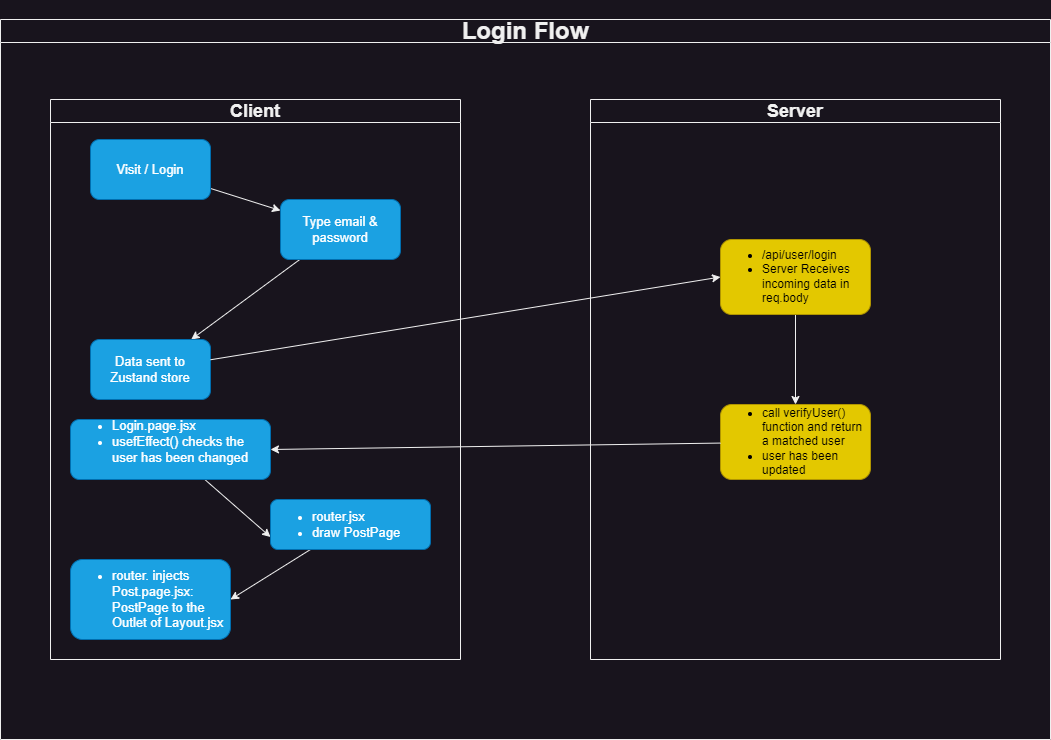 Login Flow
Client
Server
Visit / Login
Type email &
password
Data sent to
Zustand store
• /api/user/login
• Server Receives
incoming data in
req.body
• call verifyUser()
function and return
a matched user
• user has been
updated
• Login.page.jsx
• usefEffect() checks the
user has been changed
• router.jsx
• draw PostPage
• router. injects
Post.page.jsx:
PostPage to the
Outlet of Layout.jsx